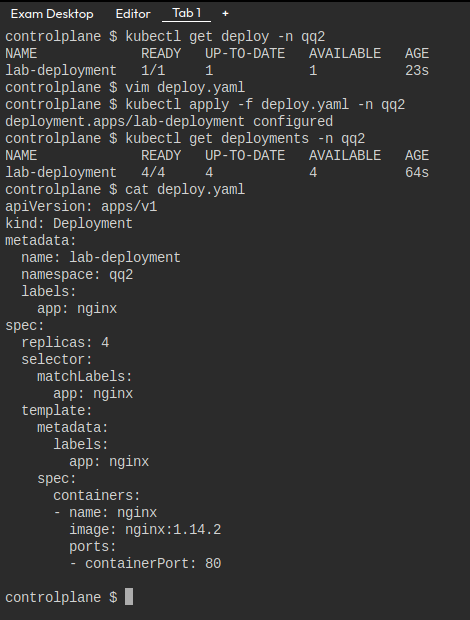 Exam Desktop Editor Tab 1 +
controlplane $ kubectl get deploy -n qq2
NAME             READY   UP-TO-DATE   AVAILABLE   AGE
lab-deployment   1/1     1            1           23s
controlplane $ vim deploy.yaml
controlplane $ kubectl apply -f deploy.yaml -n qq2
deployment.apps/lab-deployment configured
controlplane $ kubectl get deployments -n qq2
NAME             READY   UP-TO-DATE   AVAILABLE   AGE
lab-deployment   4/4     4            4           64s
controlplane $ cat deploy.yaml
apiVersion: apps/v1
kind: Deployment
metadata:
  name: lab-deployment
  namespace: qq2
  labels:
    app: nginx
spec:
  replicas: 4
  selector:
    matchLabels:
      app: nginx
  template:
    metadata:
      labels:
        app: nginx
    spec:
      containers:
      - name: nginx
        image: nginx:1.14.2
        ports:
        - containerPort: 80
controlplane $